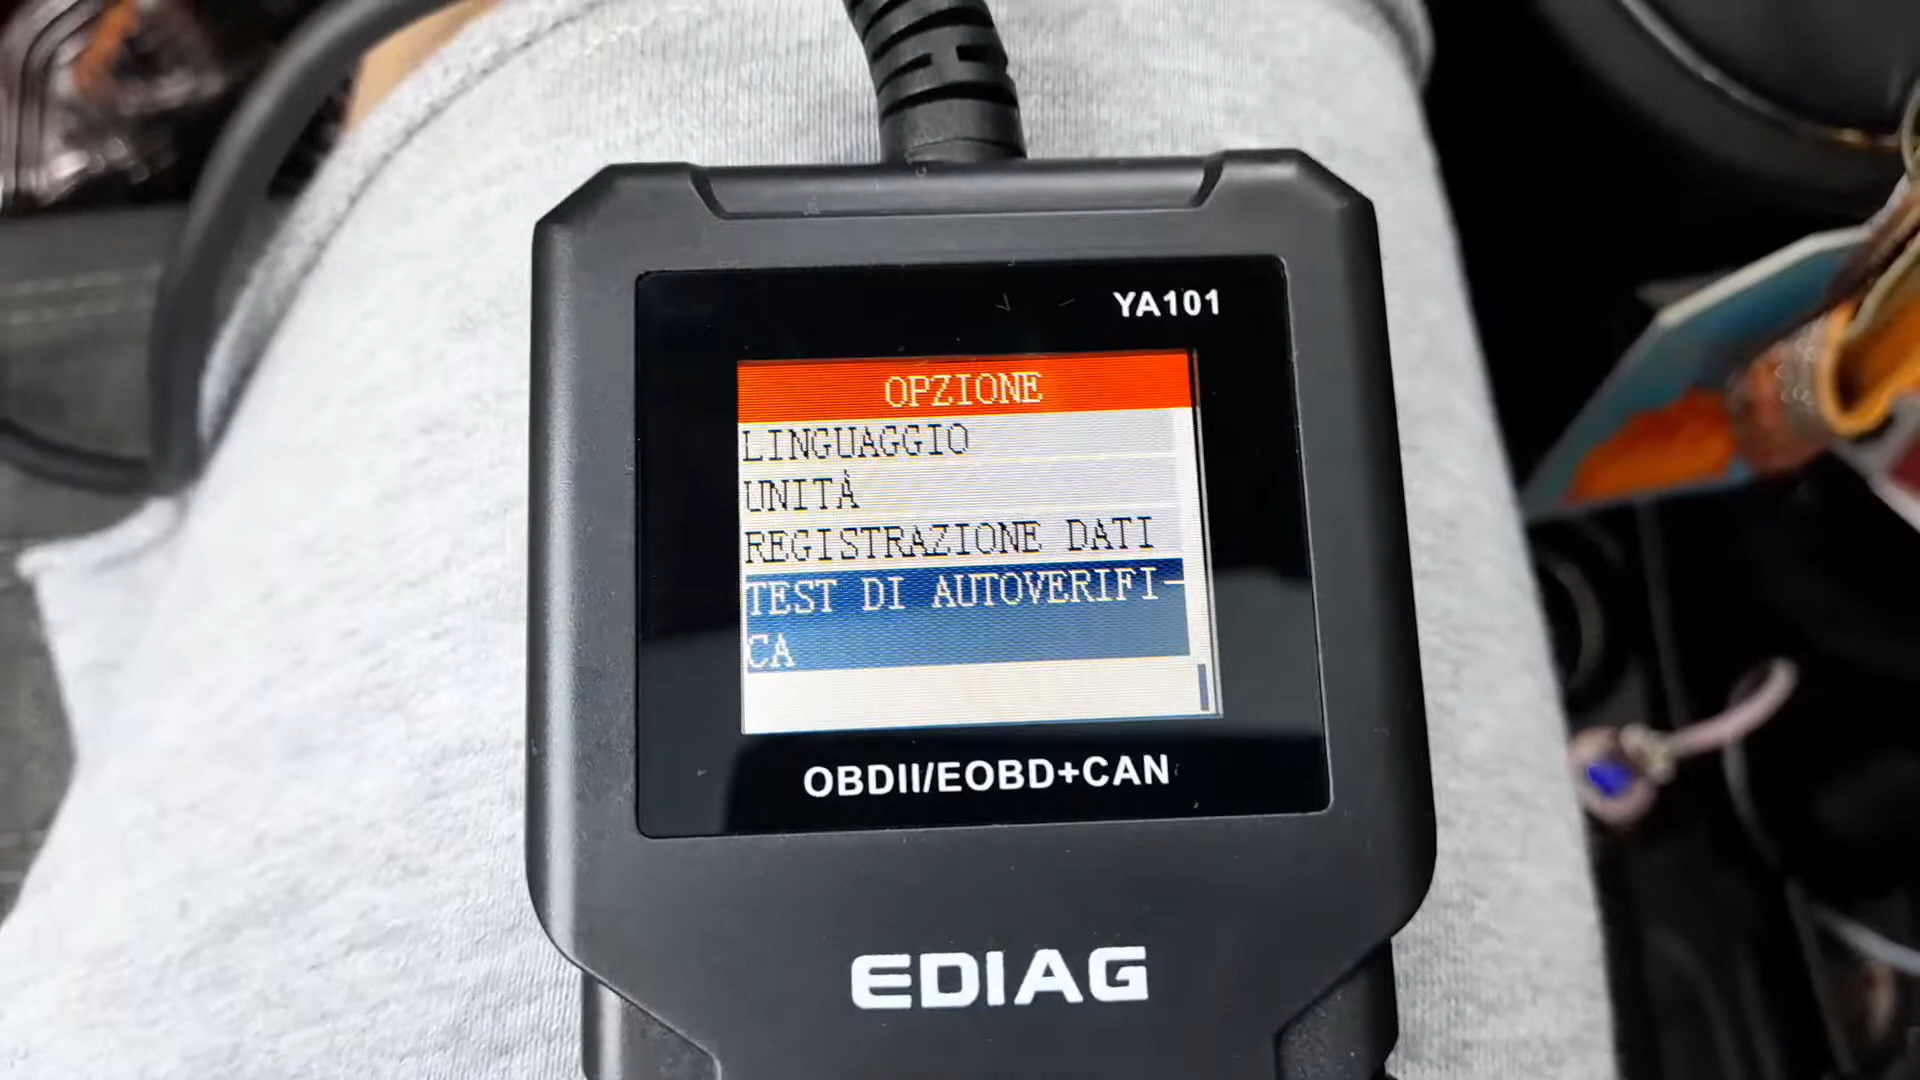 YA101
OPZIONE
LINGUAGGIO
UNITÀ
REGISTRAZIONE DATI
TEST DI AUTOVERIFI-
CA
OBDII/EOBD+CAN
EDIAG